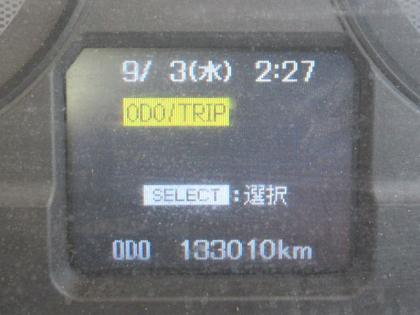 9/ 3(水) 2:27
ODO/TRIP
SELECT:選択
ODO 133010km